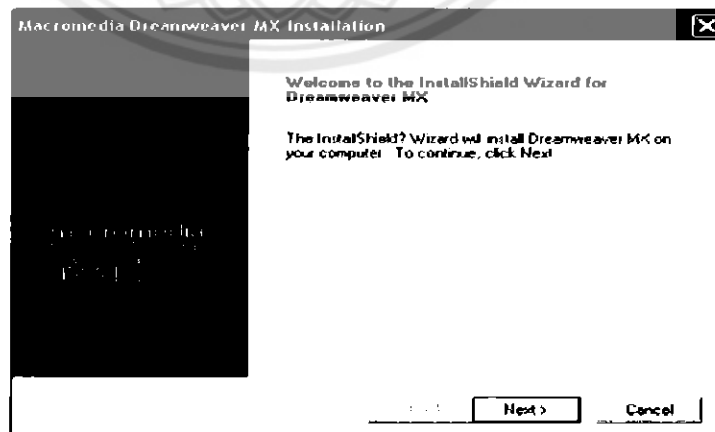 Macromedia Dreamweaver MX Installation
Welcome to the InstallShield Wizard for
Dreamweaver MX
The InstallShield? Wizard will install Dreamweaver MX on
your computer. To continue, click Next
macromedia
Next >
Cancel